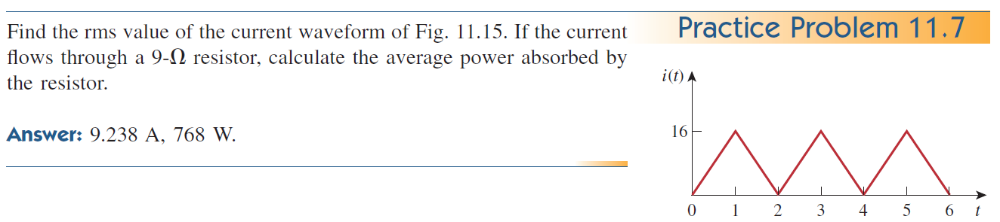 Practice Problem 11.7
Find the rms value of the current waveform of Fig. 11.15. If the current
flows through a 9-Ω resistor, calculate the average power absorbed by
the resistor.
Answer: 9.238 A, 768 W.
i(t)
16
0 1 2 3 4 5 6 t